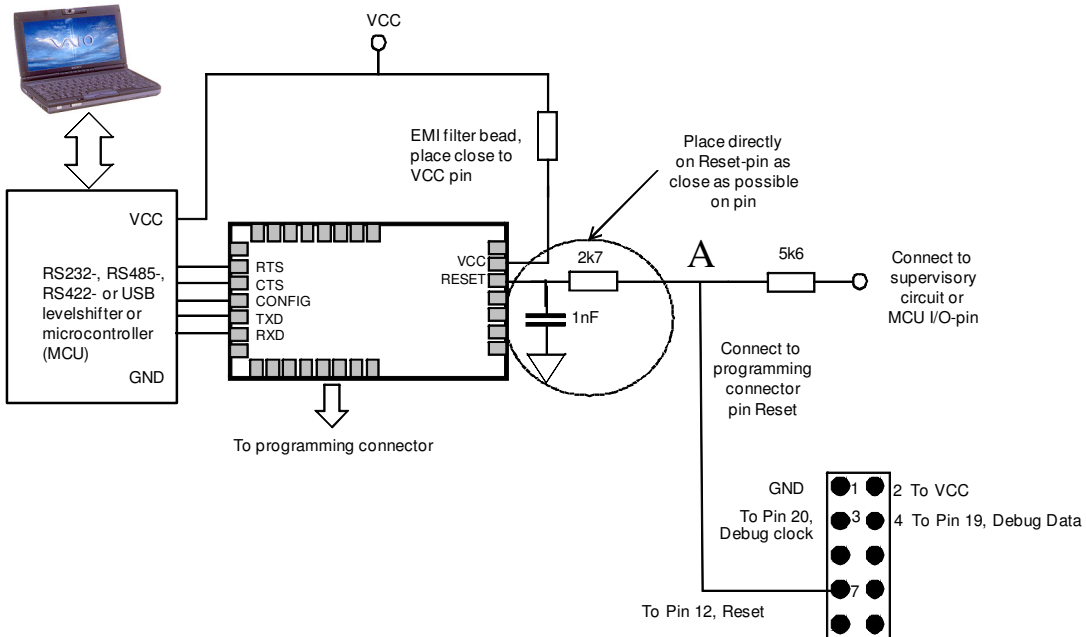 VCC
VAIO
EMI filter bead,
place close to
VCC pin
Place directly
on Reset-pin as
close as possible
on pin
VCC
RS232-, RS485-,
RS422- or USB
levelshifter or
microcontroller
(MCU)
GND
RTS
CTS
CONFIG
TXD
RXD
VCC
RESET
2k7
1nF
A
5k6
Connect to
supervisory
circuit or
MCU I/O-pin
Connect to
programming
connector
pin Reset
To programming connector
GND
1
2 To VCC
To Pin 20,
Debug clock
3
4 To Pin 19, Debug Data
7
To Pin 12, Reset